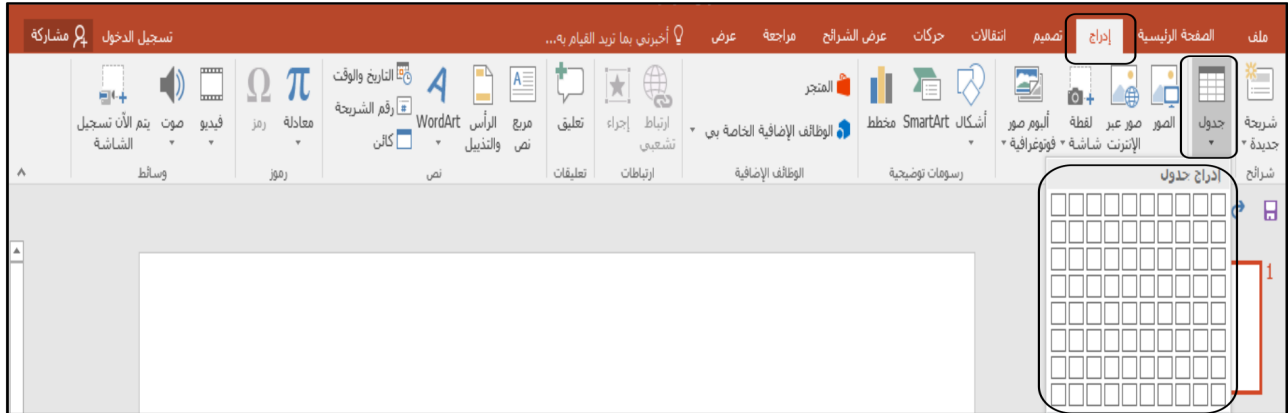 ملف الصفحة الرئيسية إدراج تصميم انتقالات حركات عرض الشرائح مراجعة عرض أخبرني بما تريد القيام به... تسجيل الدخول مشاركة
شريحة جديدة
جدول
الصور
صور عبر الإنترنت
لقطة شاشة
ألبوم صور فوتوغرافية
أشكال
SmartArt
مخطط
المتجر
الوظائف الإضافية الخاصة بي
ارتباط تشعبي
إجراء
تعليق
مربع نص
الرأس والتذييل
WordArt
التاريخ والوقت
رقم الشريحة
كائن
معادلة
رمز
فيديو
صوت
يتم الآن تسجيل الشاشة
شرائح
رسومات توضيحية
الوظائف الإضافية
ارتباطات
تعليقات
نص
رموز
وسائط
إدراج جدول
1